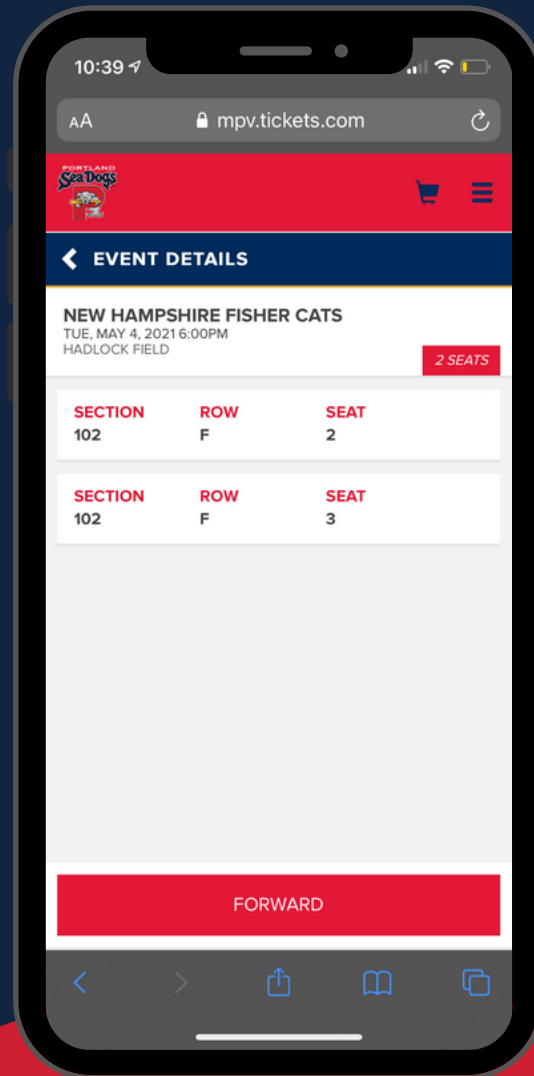 10:39
AA mpv.tickets.com
PORTLAND
Sea Dogs
EVENT DETAILS
NEW HAMPSHIRE FISHER CATS
TUE, MAY 4, 2021 6:00PM
HADLOCK FIELD
2 SEATS
SECTION ROW SEAT
102 F 2
SECTION ROW SEAT
102 F 3
FORWARD